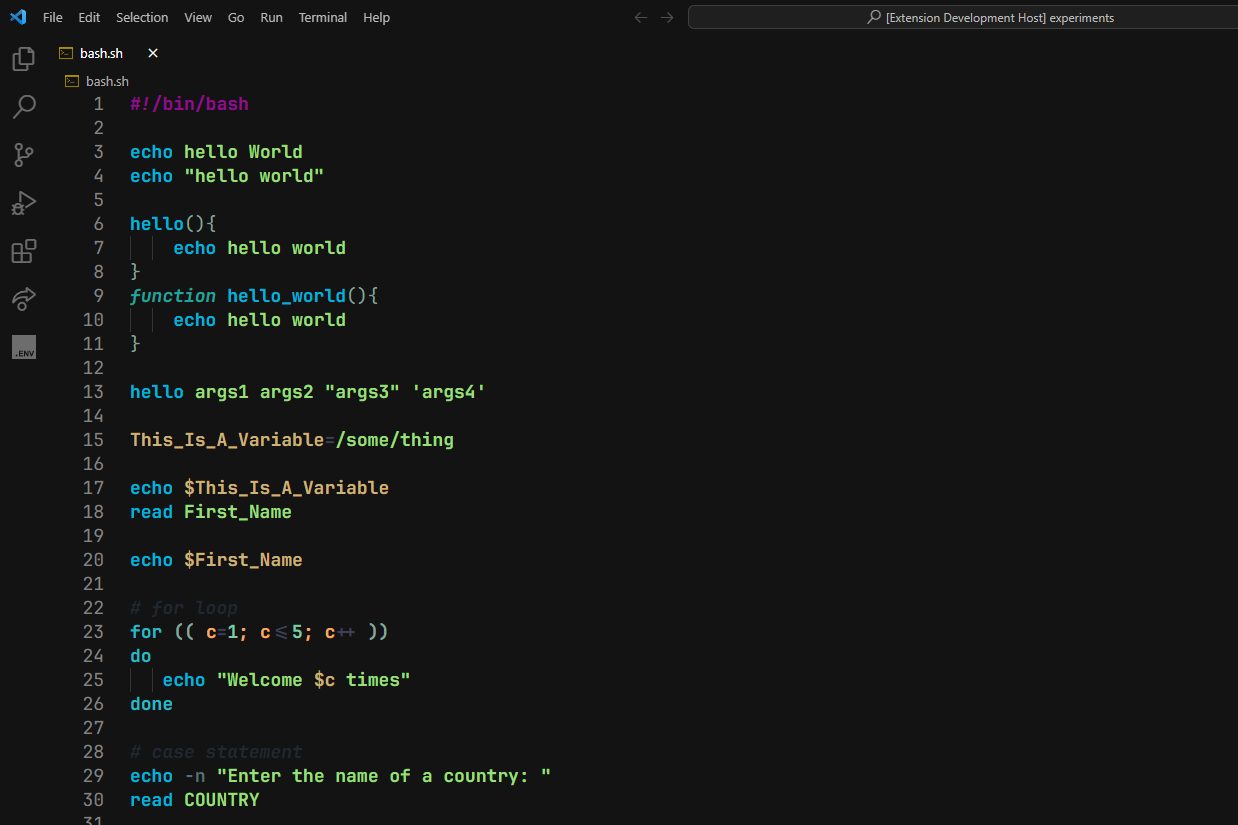 File Edit Selection View Go Run Terminal Help [Extension Development Host] experiments
bash.sh
bash.sh
1 #!/bin/bash
2
3 echo hello World
4 echo "hello world"
5
6 hello(){
7 echo hello world
8 }
9 function hello_world(){
10 echo hello world
11 }
12
13 hello args1 args2 "args3" 'args4'
14
15 This_Is_A_Variable=/some/thing
16
17 echo $This_Is_A_Variable
18 read First_Name
19
20 echo $First_Name
21
22 # for loop
23 for (( c=1; c<=5; c++ ))
24 do
25 echo "Welcome $c times"
26 done
27
28 # case statement
29 echo -n "Enter the name of a country: "
30 read COUNTRY
31
.ENV